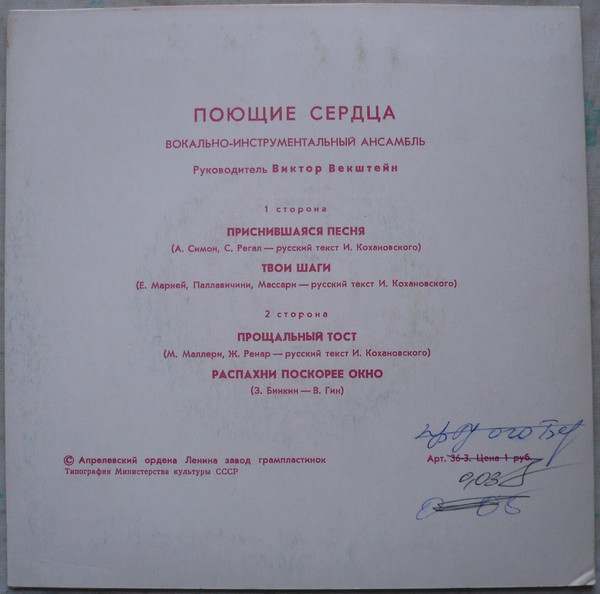 ПОЮЩИЕ СЕРДЦА
ВОКАЛЬНО-ИНСТРУМЕНТАЛЬНЫЙ АНСАМБЛЬ
Руководитель Виктор Векштейн
1 сторона
ПРИСНИВШАЯСЯ ПЕСНЯ
(А. Симон, С. Регал — русский текст И. Кохановского)
ТВОИ ШАГИ
(Е. Марней, Паллавичини, Массари — русский текст И. Кохановского)
2 сторона
ПРОЩАЛЬНЫЙ ТОСТ
(М. Маллери, Ж. Ренар — русский текст И. Кохановского)
РАСПАХНИ ПОСКОРЕЕ ОКНО
(З. Бинкин — В. Гин)
© Апрелевский ордена Ленина завод грампластинок
Типография Министерства культуры СССР
Арт. 36-3. Цена 1 руб.